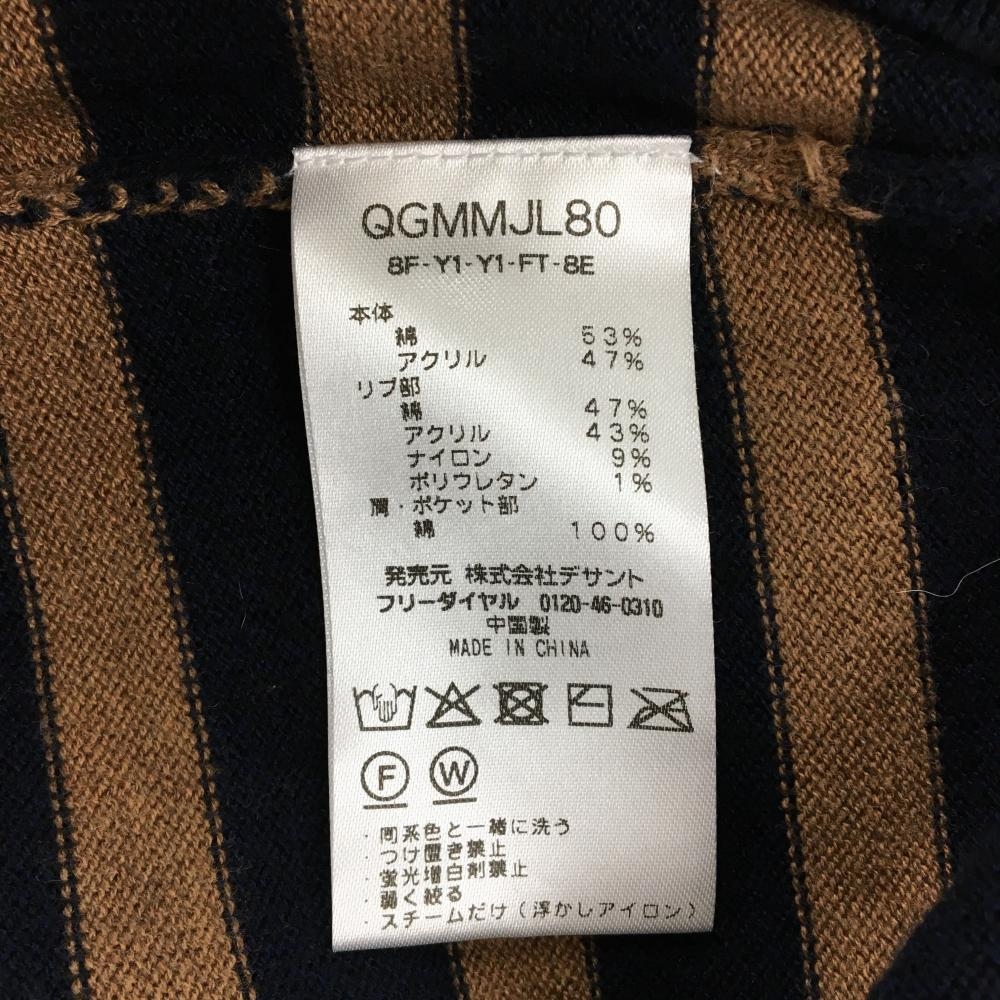 QGMMJL80
8F-Y1-Y1-FT-8E
本体
綿 53%
アクリル 47%
リブ部
綿 47%
アクリル 43%
ナイロン 9%
ポリウレタン 1%
肩・ポケット部
綿 100%
発売元 株式会社デサント
フリーダイヤル 0120-46-0310
中国製
MADE IN CHINA
F W
・同系色と一緒に洗う
・つけ置き禁止
・蛍光増白剤禁止
・弱く絞る
・スチームだけ(浮かしアイロン)